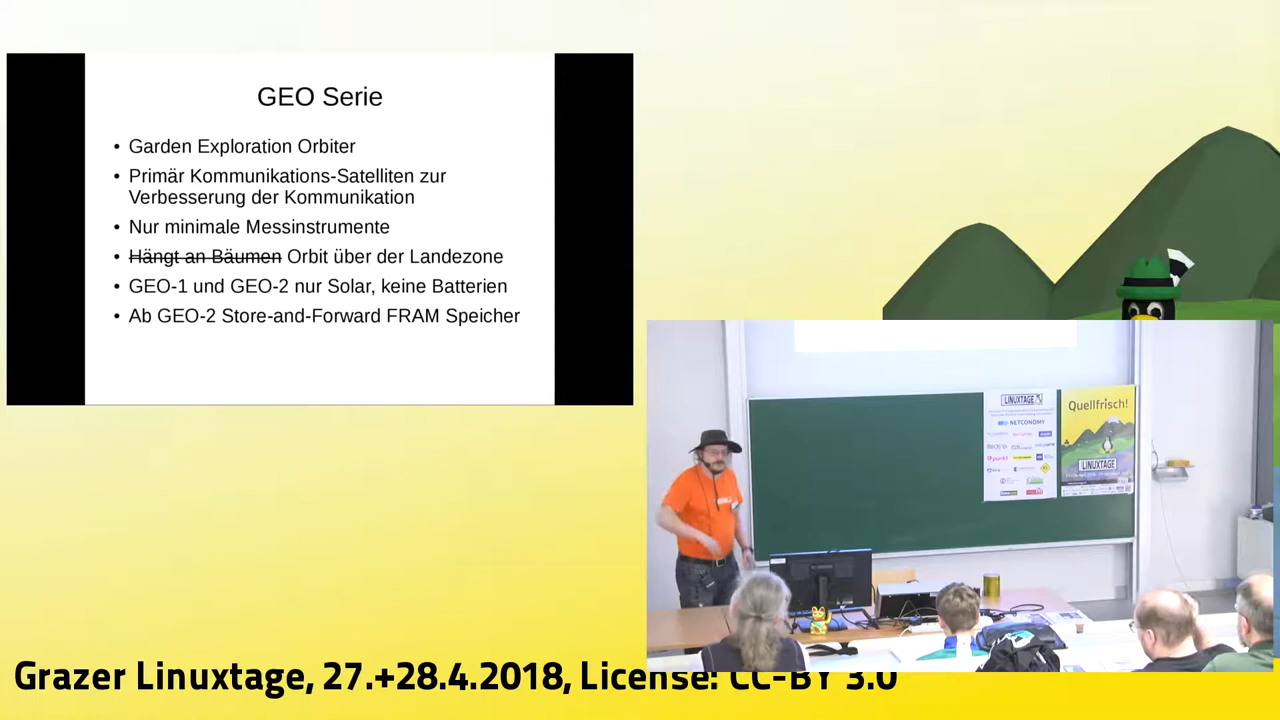 GEO Serie
• Garden Exploration Orbiter
• Primär Kommunikations-Satelliten zur
Verbesserung der Kommunikation
• Nur minimale Messinstrumente
• Hängt an Bäumen Orbit über der Landezone
• GEO-1 und GEO-2 nur Solar, keine Batterien
• Ab GEO-2 Store-and-Forward FRAM Speicher
LINUXTAGE
NETCONOMY
Quellfrisch!
LINUXTAGE
Grazer Linuxtage, 27.+28.4.2018, License: CC-BY 3.0